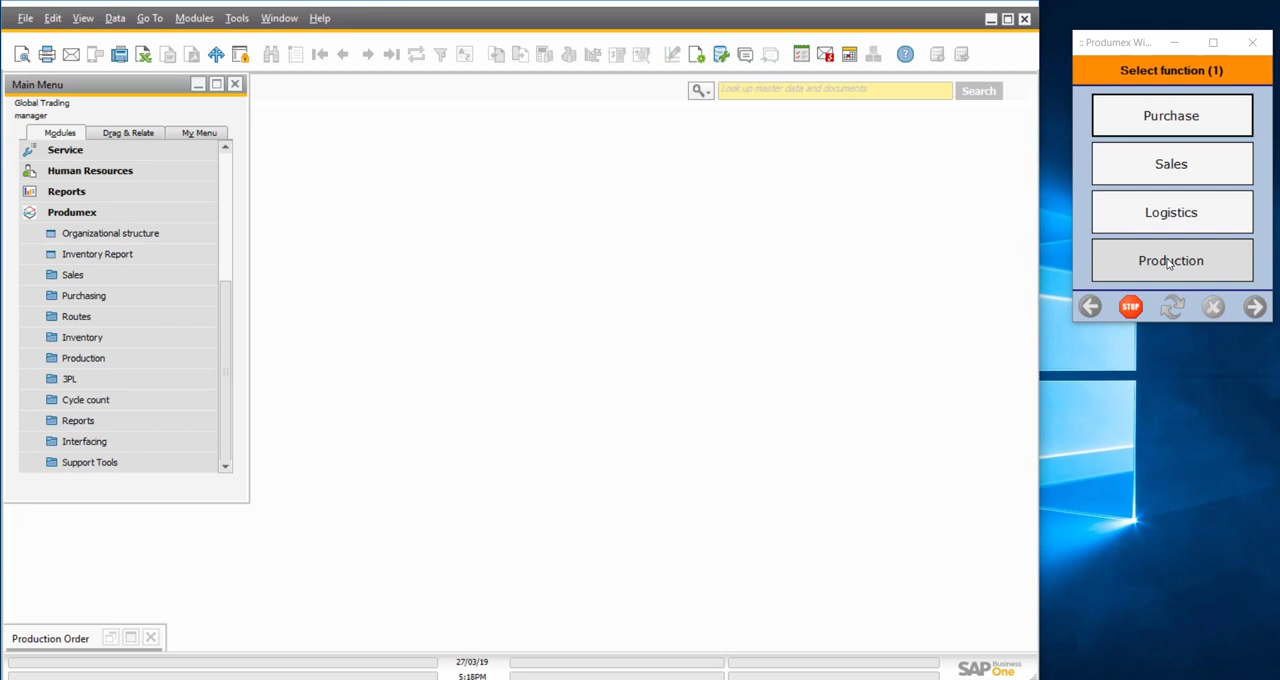 File Edit View Data Go To Modules Tools Window Help
Main Menu
Global Trading
manager
Modules Drag & Relate My Menu
Service
Human Resources
Reports
Produmex
Organizational structure
Inventory Report
Sales
Purchasing
Routes
Inventory
Production
3PL
Cycle count
Reports
Interfacing
Support Tools
Look up master data and documents Search
Production Order
27/03/19
5:18PM
SAP Business One
:: Produmex Wi...
Select function (1)
Purchase
Sales
Logistics
Production
STOP